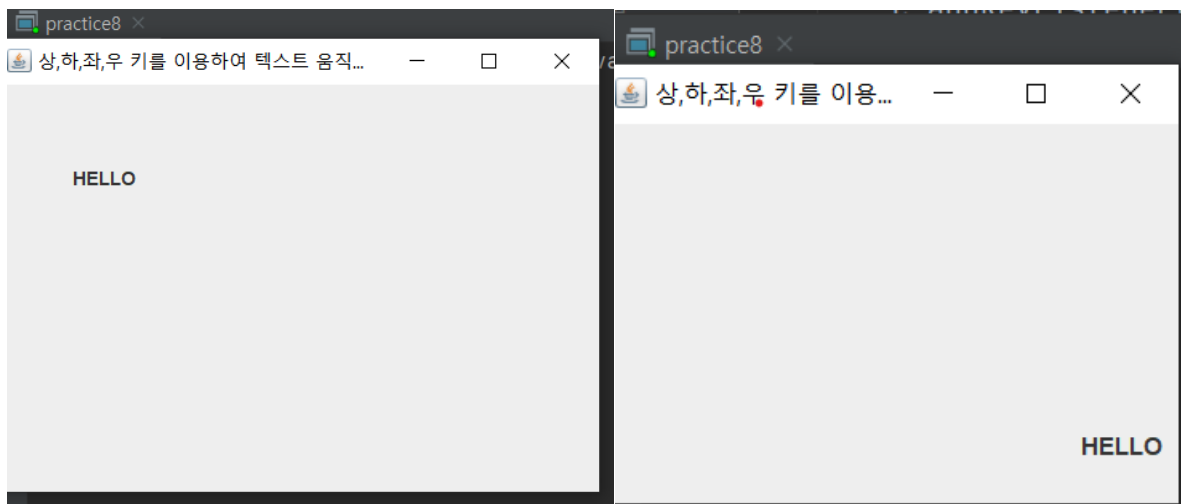 practice8
상,하,좌,우 키를 이용하여 텍스트 움직...
HELLO
practice8
상,하,좌,우 키를 이용...
HELLO